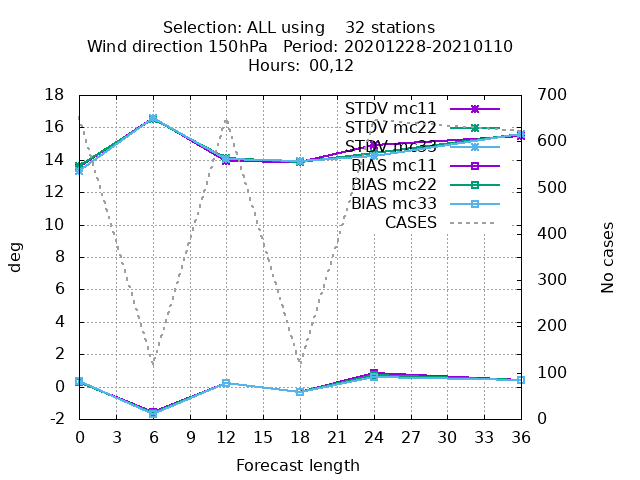 Selection: ALL using    32 stations
Wind direction 150hPa   Period: 20201228-20210110
Hours:  00,12
18
16
14
12
10
8
6
4
2
0
-2
deg
STDV mc11
STDV mc22
STDV mc33
BIAS mc11
BIAS mc22
BIAS mc33
CASES
700
600
500
400
300
200
100
0
No cases
0 3 6 9 12 15 18 21 24 27 30 33 36
Forecast length